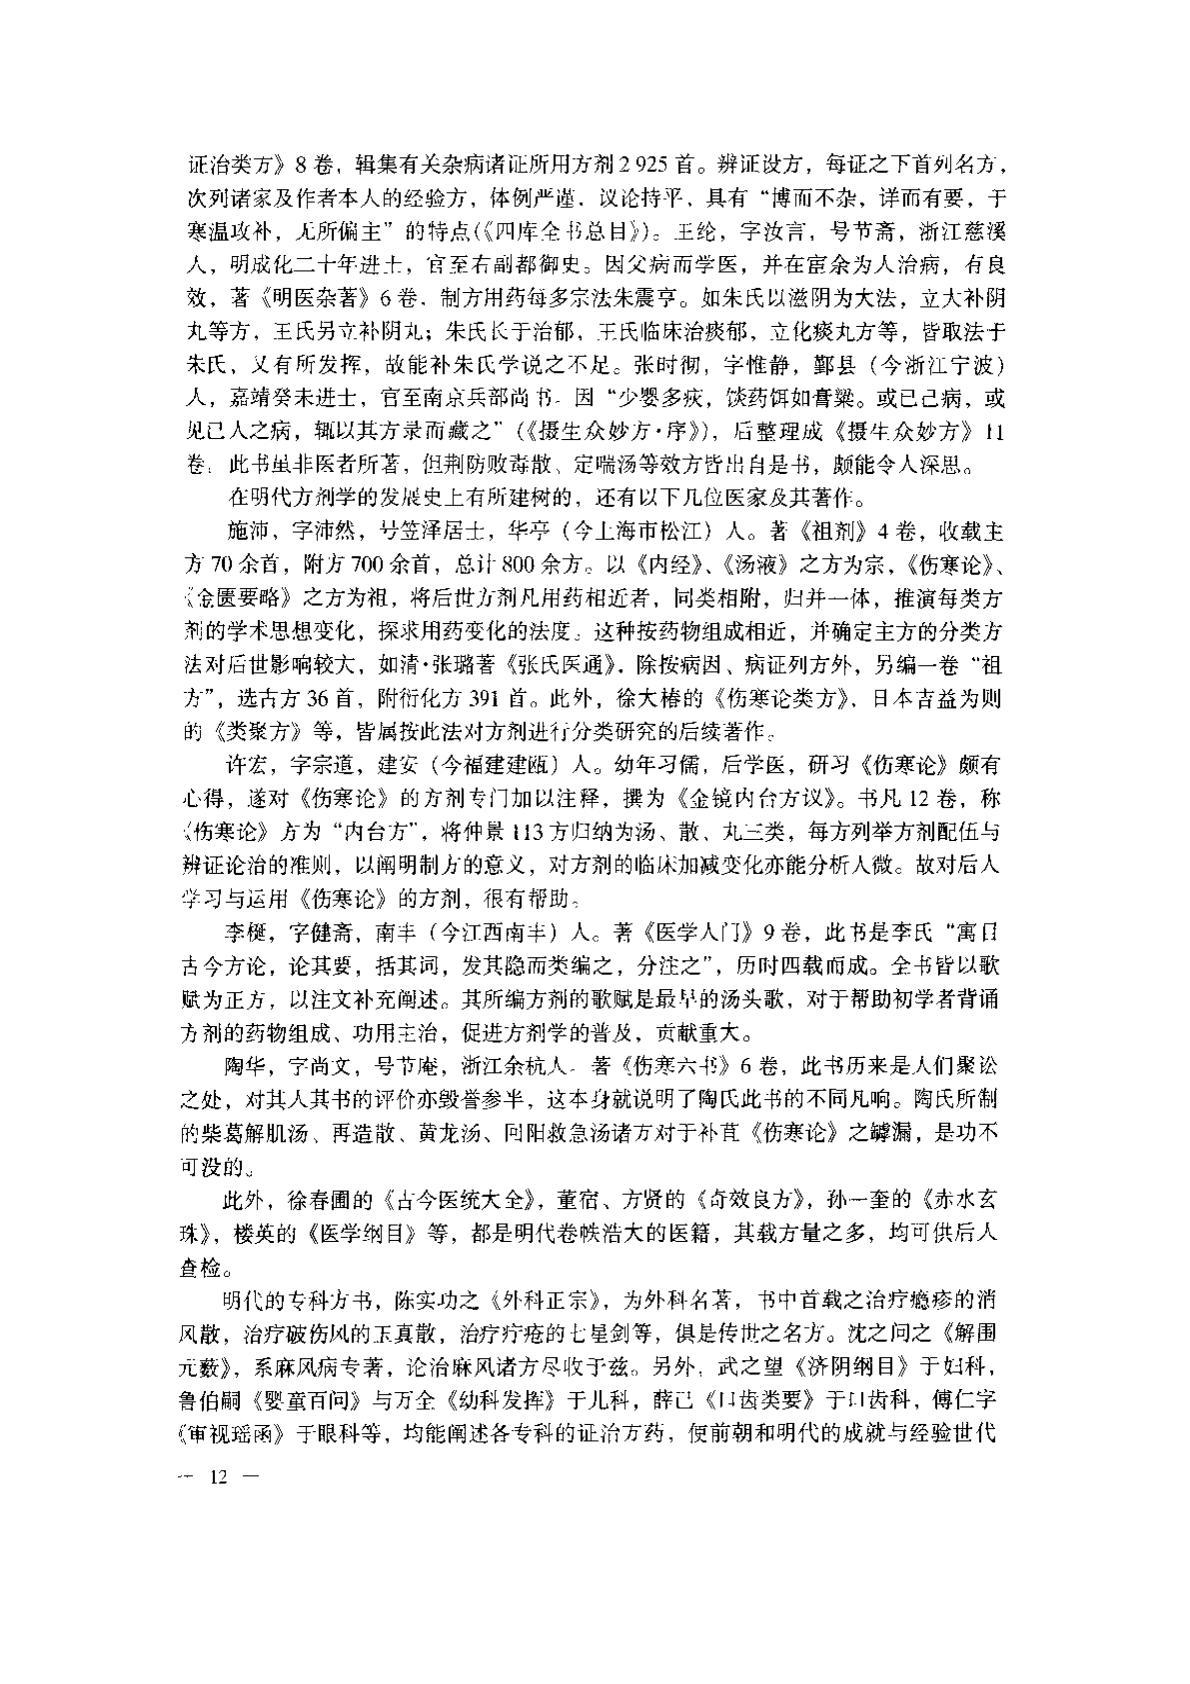 证治类方》8 卷，辑集有关杂病诸证所用方剂 2 925 首。辨证设方，每证之下首列名方，
次列诸家及作者本人的经验方，体例严谨，议论持平，具有“博而不杂，详而有要，于
寒温攻补，无所偏主”的特点(《四库全书总目》)。王纶，字汝言，号节斋，浙江慈溪
人，明成化二十年进士，官至右副都御史。因父病而学医，并在宦余为人治病，有良
效，著《明医杂著》6 卷，制方用药每多宗法朱震亨。如朱氏以滋阴为大法，立大补阴
丸等方，王氏另立补阴丸；朱氏长于治郁，王氏临床治痰郁，立化痰丸方等，皆取法于
朱氏，又有所发挥，故能补朱氏学说之不足。张时彻，字惟静，鄞县（今浙江宁波）
人，嘉靖癸未进士，官至南京兵部尚书。因“少婴多疢，饫药饵如膏粱。或已己病，或
见已人之病，辄以其方录而藏之”(《摄生众妙方·序》)，后整理成《摄生众妙方》11
卷。此书虽非医者所著，但荆防败毒散、定喘汤等效方皆出自是书，颇能令人深思。
在明代方剂学的发展史上有所建树的，还有以下几位医家及其著作。
施沛，字沛然，号笠泽居士，华亭（今上海市松江）人。著《祖剂》4 卷，收载主
方 70 余首，附方 700 余首，总计 800 余方。以《内经》、《汤液》之方为宗，《伤寒论》、
《金匮要略》之方为祖，将后世方剂凡用药相近者，同类相附，归并一体，推演每类方
剂的学术思想变化，探求用药变化的法度。这种按药物组成相近，并确定主方的分类方
法对后世影响较大，如清·张璐著《张氏医通》，除按病因、病证列方外，另编一卷“祖
方”，选古方 36 首，附衍化方 391 首。此外，徐大椿的《伤寒论类方》、日本吉益为则
的《类聚方》等，皆属按此法对方剂进行分类研究的后续著作。
许宏，字宗道，建安（今福建建瓯）人。幼年习儒，后学医，研习《伤寒论》颇有
心得，遂对《伤寒论》的方剂专门加以注释，撰为《金镜内台方议》。书凡 12 卷，称
《伤寒论》方为“内台方”，将仲景 113 方归纳为汤、散、丸三类，每方列举方剂配伍与
辨证论治的准则，以阐明制方的意义，对方剂的临床加减变化亦能分析人微。故对后人
学习与运用《伤寒论》的方剂，很有帮助。
李梴，字健斋，南丰（今江西南丰）人。著《医学人门》9 卷，此书是李氏“寓目
古今方论，论其要，括其词，发其隐而类编之，分注之”，历时四载而成。全书皆以歌
赋为正方，以注文补充阐述。其所编方剂的歌赋是最早的汤头歌，对于帮助初学者背诵
方剂的药物组成、功用主治，促进方剂学的普及，贡献重大。
陶华，字尚文，号节庵，浙江余杭人。著《伤寒六书》6 卷，此书历来是人们聚讼
之处，对其人其书的评价亦毁誉参半，这本身就说明了陶氏此书的不同凡响。陶氏所制
的柴葛解肌汤、再造散、黄龙汤、回阳救急汤诸方对于补苴《伤寒论》之罅漏，是功不
可没的。
此外，徐春圃的《古今医统大全》，董宿、方贤的《奇效良方》，孙一奎的《赤水玄
珠》，楼英的《医学纲目》等，都是明代卷帙浩大的医籍，其载方量之多，均可供后人
查检。
明代的专科方书，陈实功之《外科正宗》，为外科名著，书中首载之治疗瘾疹的消
风散，治疗破伤风的玉真散，治疗疔疮的七星剑等，俱是传世之名方。沈之问之《解围
元薮》，系麻风病专著，论治麻风诸方尽收于兹。另外，武之望《济阴纲目》于妇科，
鲁伯嗣《婴童百问》与万全《幼科发挥》于儿科，薛己《口齿类要》于口齿科，傅仁字
《审视瑶函》于眼科等，均能阐述各专科的证治方药，使前朝和明代的成就与经验世代
— 12 —